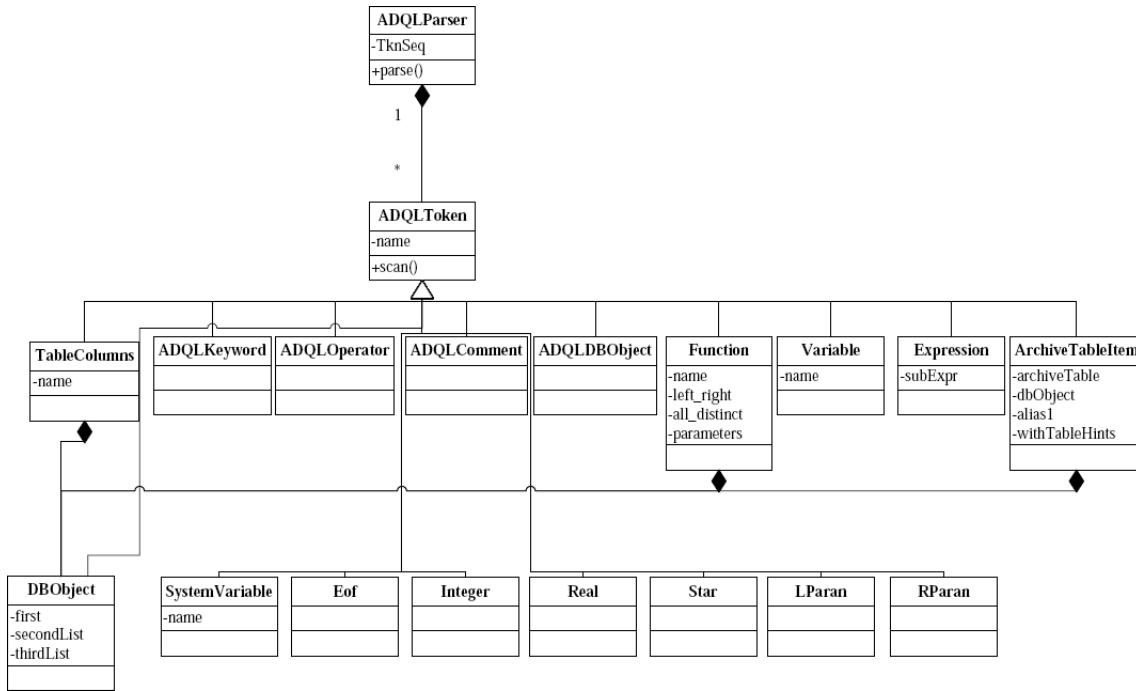 ADQLParser
-TknSeq
+parse()
1
*
ADQLToken
-name
+scan()
TableColumns
-name
ADQLKeyword
ADQLOperator
ADQLComment
ADQLDBObject
Function
-name
-left_right
-all_distinct
-parameters
Variable
-name
Expression
-subExpr
ArchiveTableItem
-archiveTable
-dbObject
-alias1
-withTableHints
DBObject
-first
-secondList
-thirdList
SystemVariable
-name
Eof
Integer
Real
Star
LParan
RParan